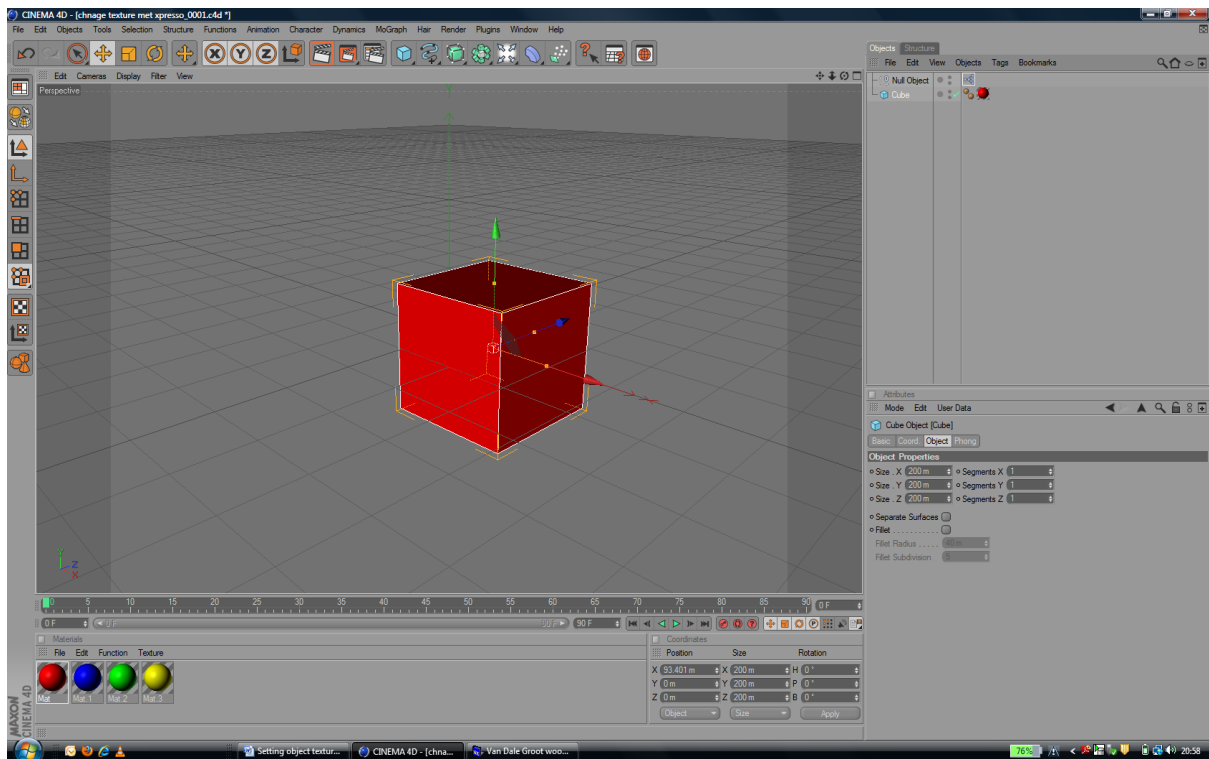 CINEMA 4D - [chnage texture met xpresso_0001.c4d *]
File Edit Objects Tools Selection Structure Functions Animation Character Dynamics MoGraph Hair Render Plugins Window Help
Edit Cameras Display Filter View
Perspective
Y
X Y Z
Y
Z
X
0 5 10 15 20 25 30 35 40 45 50 55 60 65 70 75 80 85 90 0 F
0 F 90 F
Materials
File Edit Function Texture
Mat Mat.1 Mat.2 Mat.3
Coordinates
Position Size Rotation
X 93.401 m X 200 m H 0 °
Y 0 m Y 200 m P 0 °
Z 0 m Z 200 m B 0 °
Object Size Apply
MAXON
CINEMA 4D
Objects Structure
File Edit View Objects Tags Bookmarks
Null Object
Cube
Attributes
Mode Edit User Data
Cube Object [Cube]
Basic Coord. Object Phong
Object Properties
Size . X 200 m Segments X 1
Size . Y 200 m Segments Y 1
Size . Z 200 m Segments Z 1
Separate Surfaces
Fillet . . . . . . . . . . .
Fillet Radius . . . . . 40 m
Fillet Subdivision 5
Setting object textur... CINEMA 4D - [chna... Van Dale Groot woo... 76% 20:58